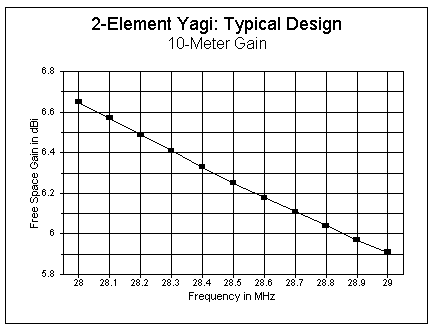 2-Element Yagi: Typical Design
10-Meter Gain
Free Space Gain in dBi
6.8
6.6
6.4
6.2
6
5.8
28 28.1 28.2 28.3 28.4 28.5 28.6 28.7 28.8 28.9 29
Frequency in MHz